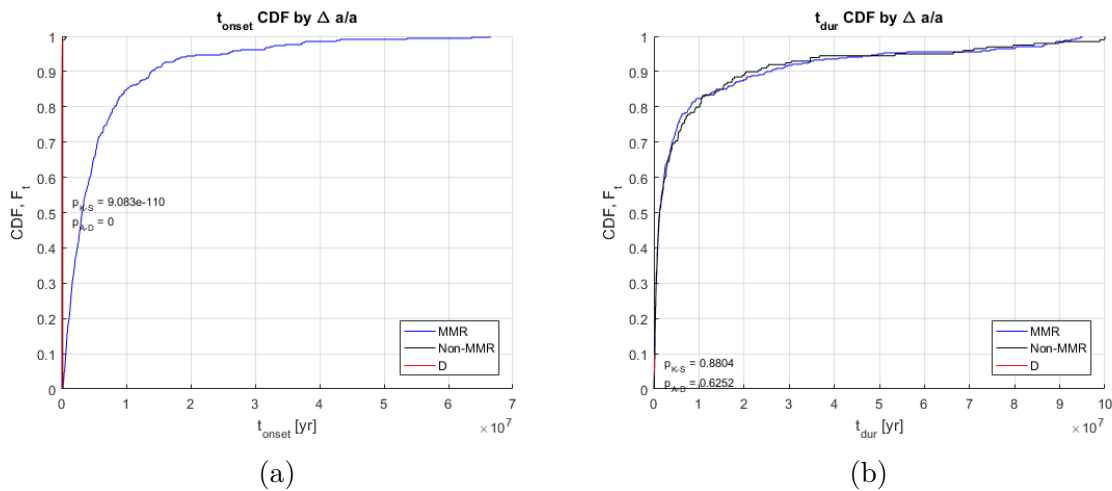 t_onset CDF by Δ a/a
1
0.9
0.8
0.7
0.6
0.5
0.4
0.3
0.2
0.1
0
CDF, F_t
p_K-S = 9.083e-110
p_A-D = 0
MMR
Non-MMR
D
0 1 2 3 4 5 6 7
t_onset [yr]
×10^7
(a)
t_dur CDF by Δ a/a
1
0.9
0.8
0.7
0.6
0.5
0.4
0.3
0.2
0.1
0
CDF, F_t
p_K-S = 0.8804
p_A-D = 0.6252
MMR
Non-MMR
D
0 1 2 3 4 5 6 7 8 9 10
t_dur [yr]
×10^7
(b)